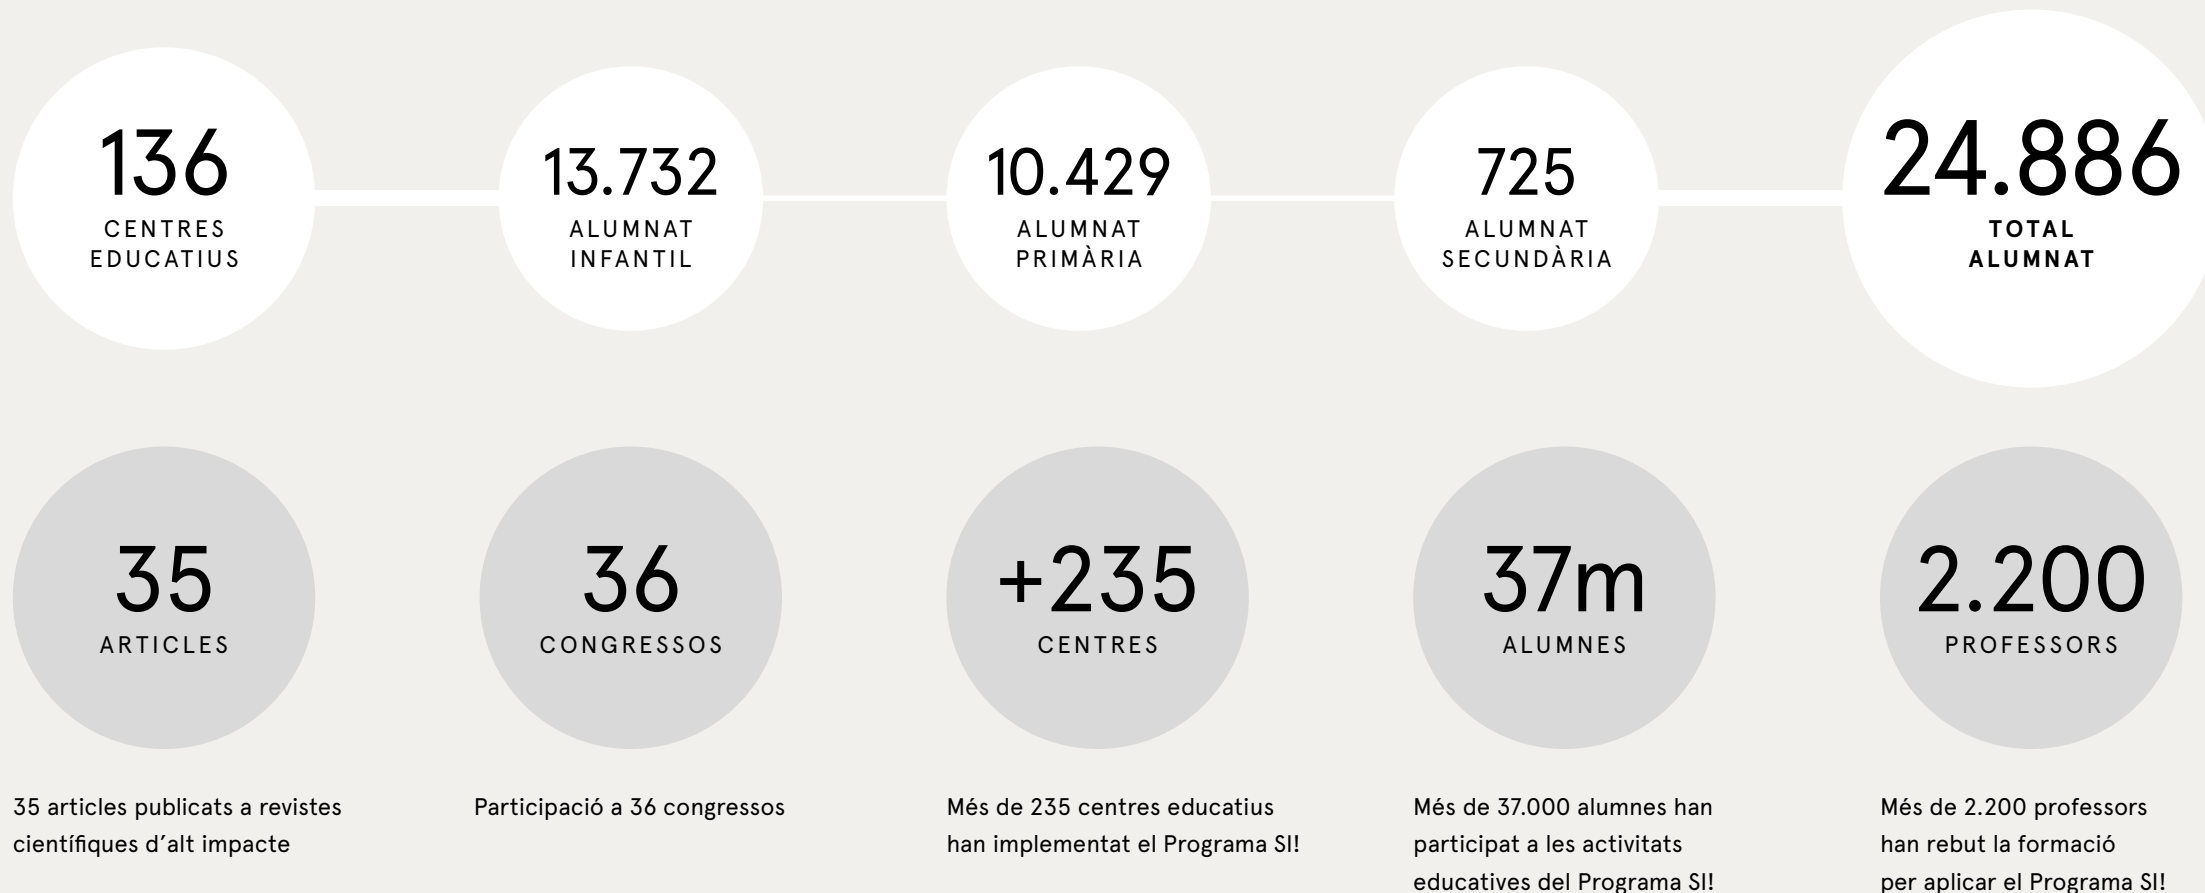 136
CENTRES
EDUCATIUS
13.732
ALUMNAT
INFANTIL
10.429
ALUMNAT
PRIMÀRIA
725
ALUMNAT
SECUNDÀRIA
24.886
TOTAL
ALUMNAT
35
ARTICLES
35 articles publicats a revistes
científiques d’alt impacte
36
CONGRESSOS
Participació a 36 congressos
+235
CENTRES
Més de 235 centres educatius
han implementat el Programa SI!
37m
ALUMNES
Més de 37.000 alumnes han
participat a les activitats
educatives del Programa SI!
2.200
PROFESSORS
Més de 2.200 professors
han rebut la formació
per aplicar el Programa SI!